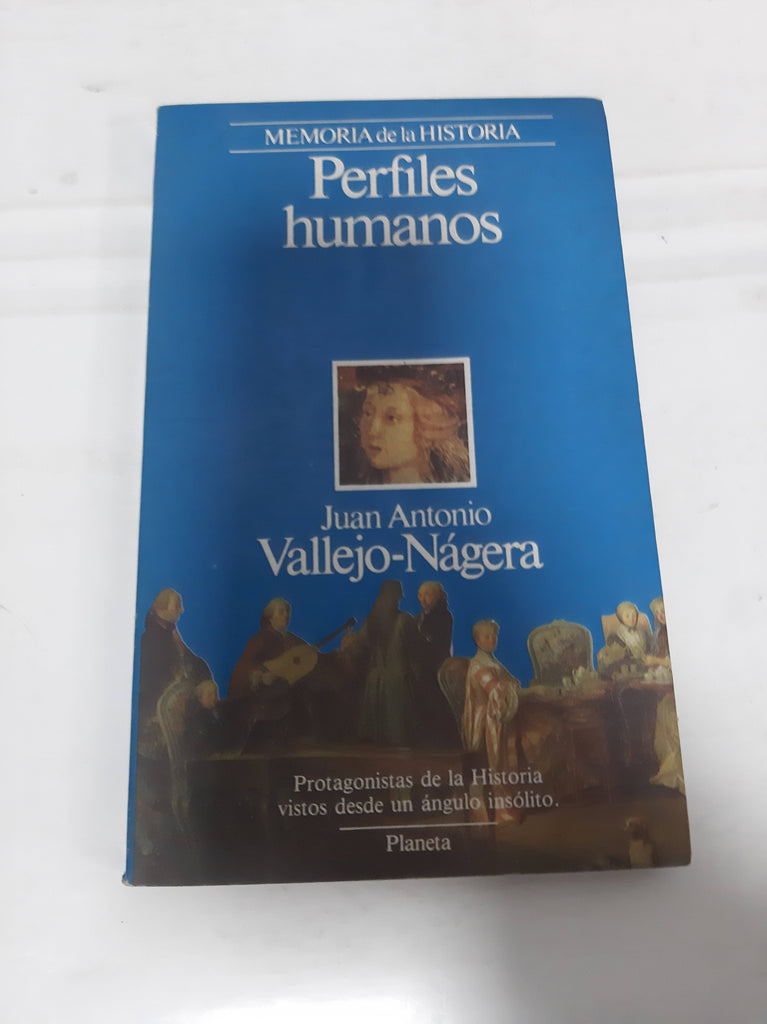 MEMORIA de la HISTORIA
Perfiles
humanos
Juan Antonio
Vallejo-Nágera
Protagonistas de la Historia
vistos desde un ángulo insólito.
Planeta